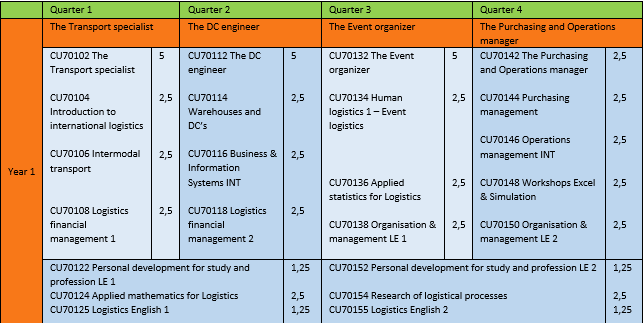 Quarter 1 Quarter 2 Quarter 3 Quarter 4
The Transport specialist The DC engineer The Event organizer The Purchasing and Operations
manager
Year 1
CU70102 The 5
Transport specialist
CU70104 2,5
Introduction to
international logistics
CU70106 Intermodal 2,5
transport
CU70108 Logistics 2,5
financial
management 1
CU70112 The DC 5
engineer
CU70114 2,5
Warehouses and
DC's
CU70116 Business & 2,5
Information
Systems INT
CU70118 Logistics 2,5
financial
management 2
CU70132 The Event 5
organizer
CU70134 Human 2,5
logistics 1 – Event
logistics
CU70136 Applied 2,5
statistics for Logistics
CU70138 Organisation & 2,5
management LE 1
CU70142 The Purchasing 2,5
and Operations manager
CU70144 Purchasing 2,5
management
CU70146 Operations 2,5
management INT
CU70148 Workshops Excel 2,5
& Simulation
CU70150 Organisation & 2,5
management LE 2
CU70122 Personal development for study and 1,25
profession LE 1
CU70124 Applied mathematics for Logistics 2,5
CU70125 Logistics English 1 1,25
CU70152 Personal development for study and profession LE 2 1,25
CU70154 Research of logistical processes 2,5
CU70155 Logistics English 2 1,25